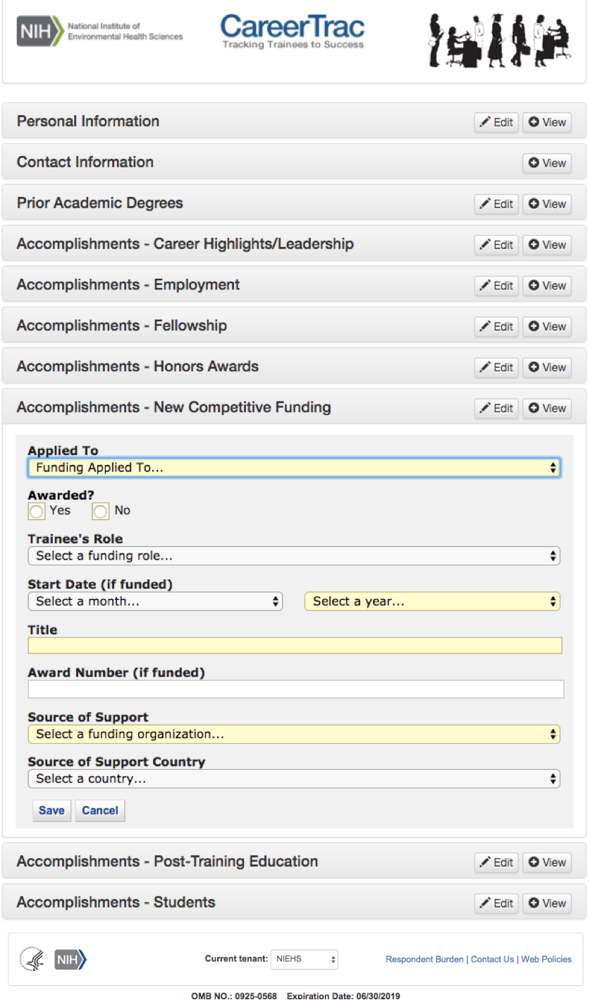 NIH National Institute of
Environmental Health Sciences
CareerTrac
Tracking Trainees to Success
Personal Information Edit View
Contact Information View
Prior Academic Degrees Edit View
Accomplishments - Career Highlights/Leadership Edit View
Accomplishments - Employment Edit View
Accomplishments - Fellowship Edit View
Accomplishments - Honors Awards Edit View
Accomplishments - New Competitive Funding Edit View
Applied To
Funding Applied To...
Awarded?
Yes No
Trainee's Role
Select a funding role...
Start Date (if funded)
Select a month... Select a year...
Title
Award Number (if funded)
Source of Support
Select a funding organization...
Source of Support Country
Select a country...
Save Cancel
Accomplishments - Post-Training Education Edit View
Accomplishments - Students Edit View
NIH Current tenant: NIEHS Respondent Burden | Contact Us | Web Policies
OMB NO.: 0925-0568 Expiration Date: 06/30/2019